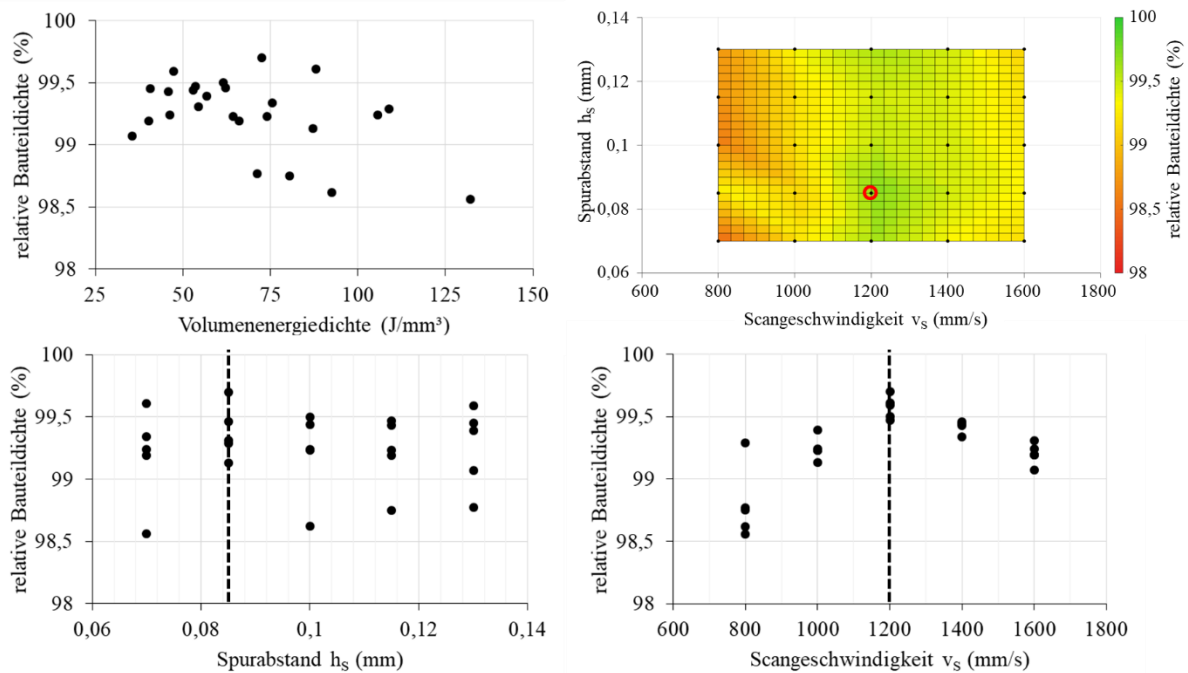 relative Bauteildichte (%)
100
99,5
99
98,5
98
25 50 75 100 125 150
Volumenenergiedichte (J/mm³)
Spurabstand hS (mm)
0,14
0,12
0,1
0,08
0,06
600 800 1000 1200 1400 1600 1800
Scangeschwindigkeit vS (mm/s)
100
99,5
99
98,5
98
relative Bauteildichte (%)
relative Bauteildichte (%)
100
99,5
99
98,5
98
0,06 0,08 0,1 0,12 0,14
Spurabstand hS (mm)
relative Bauteildichte (%)
100
99,5
99
98,5
98
600 800 1000 1200 1400 1600 1800
Scangeschwindigkeit vS (mm/s)